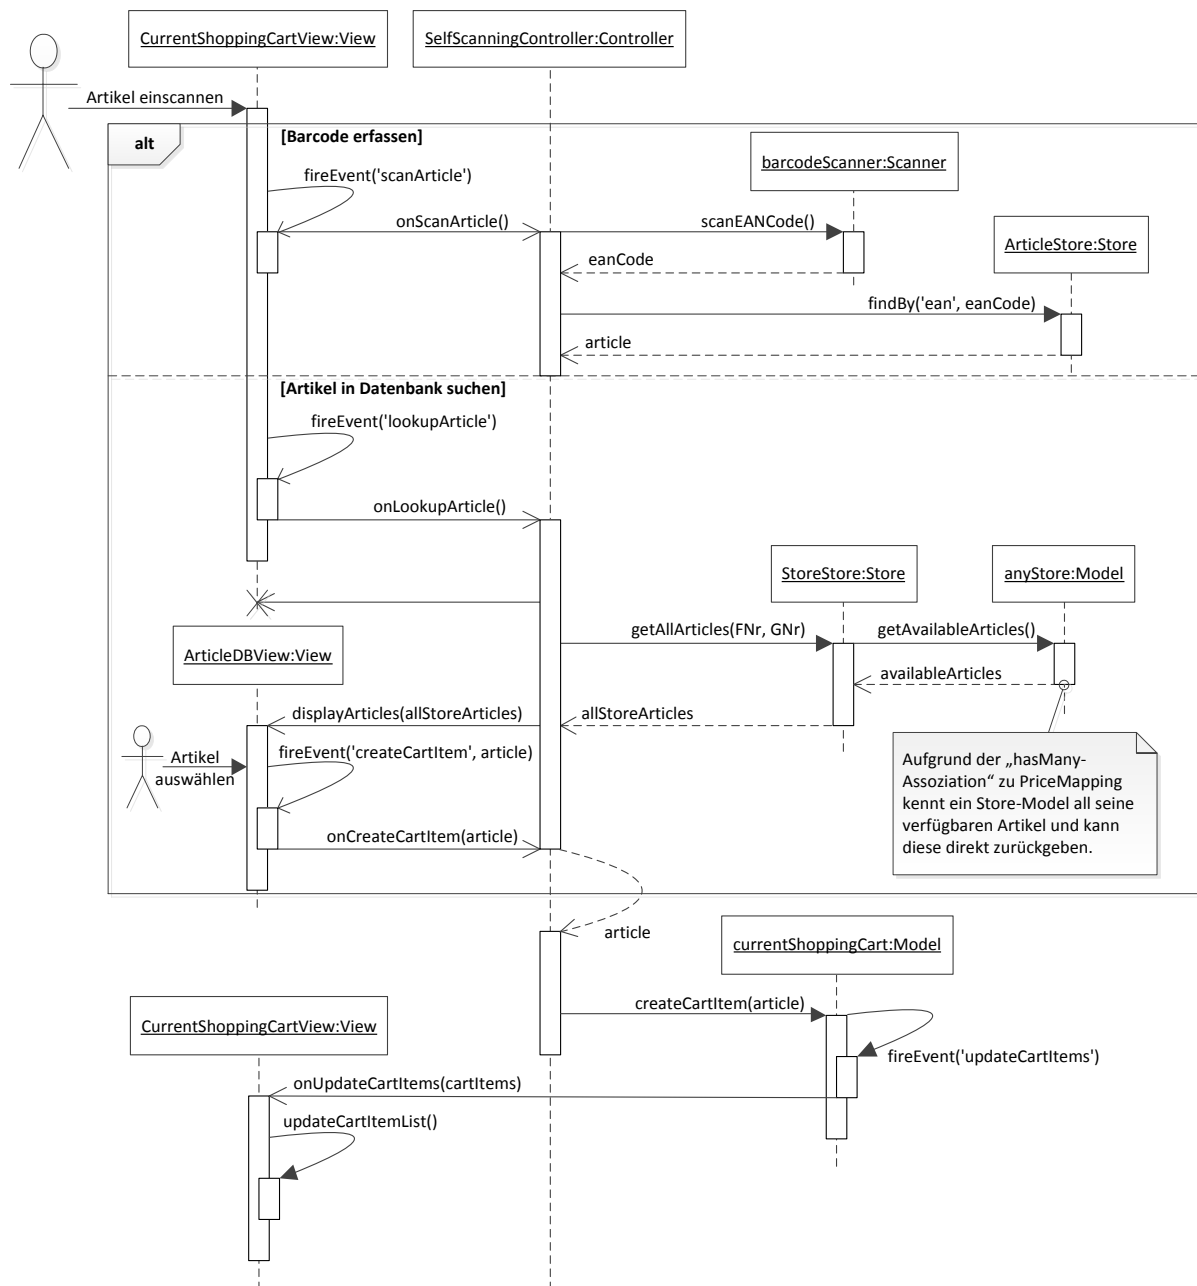 CurrentShoppingCartView:View
SelfScanningController:Controller
Artikel einscannen
alt
[Barcode erfassen]
barcodeScanner:Scanner
fireEvent('scanArticle')
onScanArticle()
scanEANCode()
ArticleStore:Store
eanCode
findBy('ean', eanCode)
article
[Artikel in Datenbank suchen]
fireEvent('lookupArticle')
onLookupArticle()
StoreStore:Store
anyStore:Model
getAllArticles(FNr, GNr)
getAvailableArticles()
ArticleDBView:View
availableArticles
displayArticles(allStoreArticles)
allStoreArticles
fireEvent('createCartItem', article)
Artikel
auswählen
Aufgrund der „hasMany-
Assoziation“ zu PriceMapping
kennt ein Store-Model all seine
verfügbaren Artikel und kann
diese direkt zurückgeben.
onCreateCartItem(article)
article
currentShoppingCart:Model
createCartItem(article)
CurrentShoppingCartView:View
fireEvent('updateCartItems')
onUpdateCartItems(cartItems)
updateCartItemList()